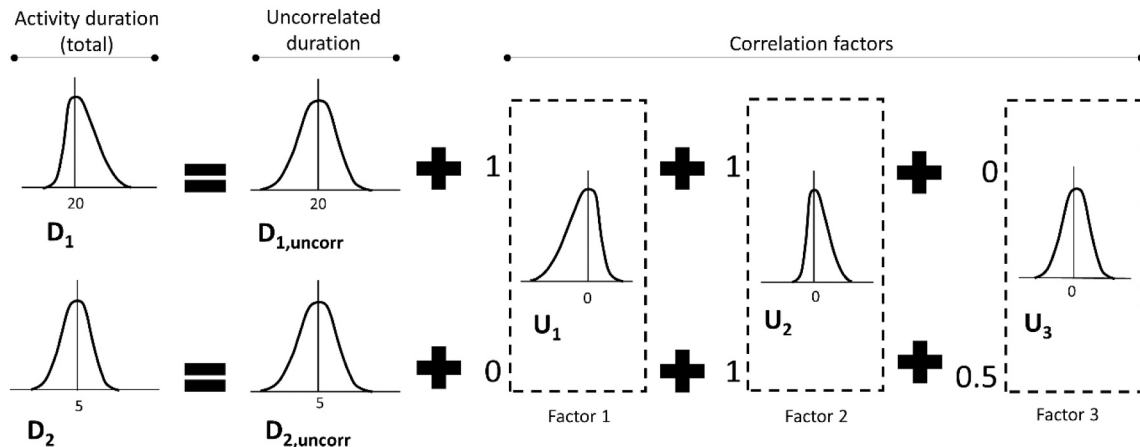 Activity duration
(total)
Uncorrelated
duration
Correlation factors
1
1
0
20
20
D1
D1,uncorr
0
0
0
U1
U2
U3
0
1
0.5
5
5
D2
D2,uncorr
Factor 1
Factor 2
Factor 3